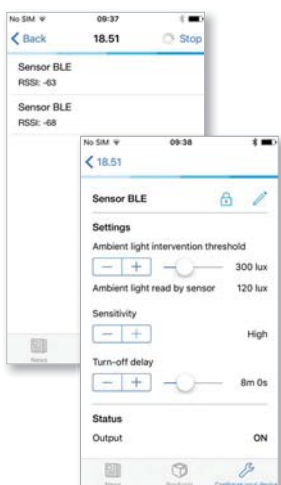 No SIM 09:37
Back 18.51 Stop
Sensor BLE
RSSI: -63
Sensor BLE
RSSI: -68
News
No SIM 09:38
18.51
Sensor BLE
Settings
Ambient light intervention threshold
− + 300 lux
Ambient light read by sensor 120 lux
Sensitivity
− + High
Turn-off delay
− + 8m 0s
Status
Output ON
News Products Configure your device